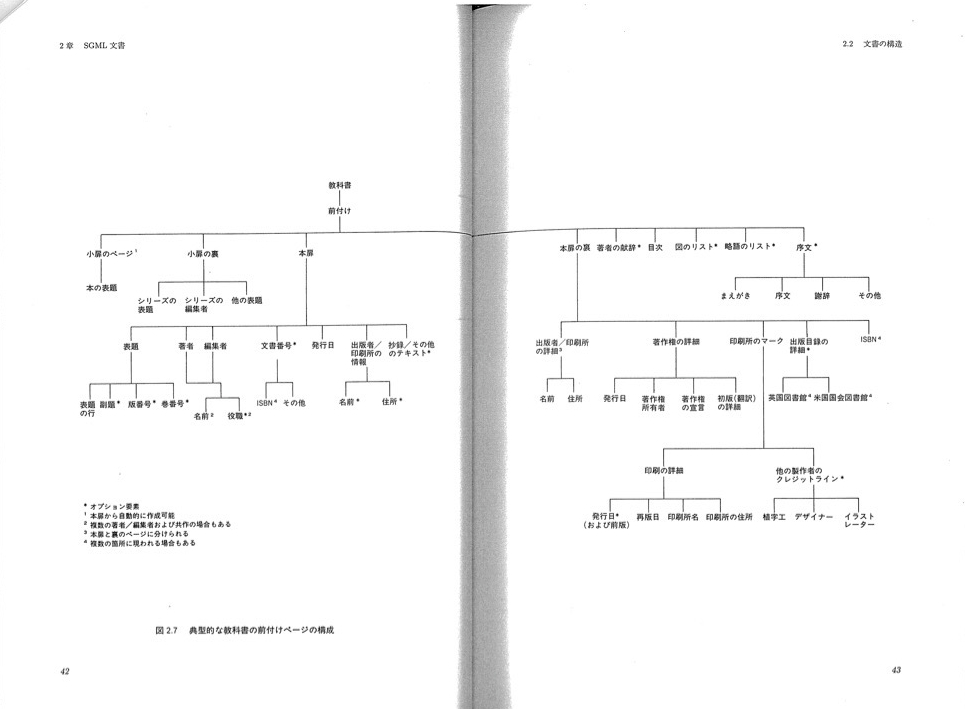 2章 SGML 文書
教科書
前付け
小扉のページ¹
小扉の裏
本扉
本の表題
シリーズの
表題
シリーズの
編集者
他の表題
表題
著者
編集者
文書番号*
発行日
出版者／
印刷所の
情報
抄録／その他
のテキスト*
表題
の行
副題*
版番号*
巻番号*
名前²
役職*²
ISBN⁴
その他
名前*
住所*
* オプション要素
¹ 本扉から自動的に作成可能
² 複数の著者／編集者および共作の場合もある
³ 本扉と裏のページに分けられる
⁴ 複数の箇所に現われる場合もある
図 2.7 典型的な教科書の前付けページの構成
42
2.2 文書の構造
本扉の裏
著者の献辞*
目次
図のリスト*
略語のリスト*
序文*
まえがき
序文
謝辞
その他
出版者／印刷所
の詳細³
著作権の詳細
印刷所のマーク
出版目録の
詳細*
ISBN⁴
名前
住所
発行日
著作権
所有者
著作権
の宣言
初版(翻訳)
の詳細
英国図書館⁴
米国国会図書館⁴
印刷の詳細
他の製作者の
クレジットライン*
発行日*
(および前版)
再版日
印刷所名
印刷所の住所
植字工
デザイナー
イラスト
レーター
43